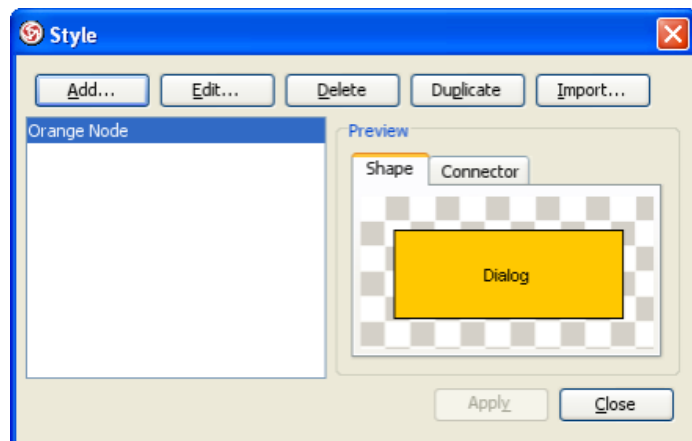 Style
Add... Edit... Delete Duplicate Import...
Orange Node
Preview
Shape Connector
Dialog
Apply Close